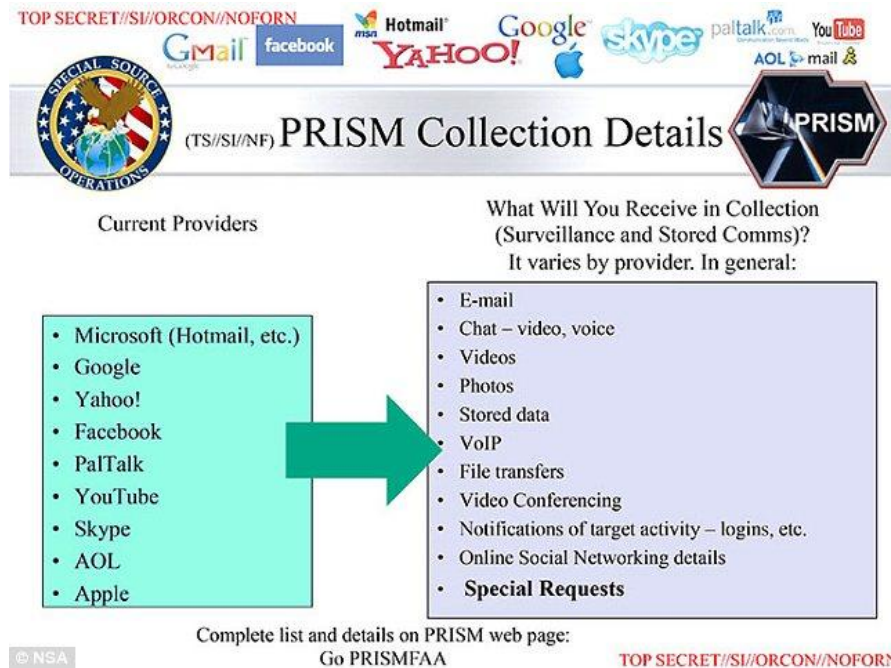 TOP SECRET//SI//ORCON//NOFORN
Gmail
by Google
facebook
msn
Hotmail
YAHOO!
Google
skype
paltalk.com
YouTube
AOL mail
SPECIAL SOURCE OPERATIONS
(TS//SI//NF) PRISM Collection Details
PRISM
Current Providers
• Microsoft (Hotmail, etc.)
• Google
• Yahoo!
• Facebook
• PalTalk
• YouTube
• Skype
• AOL
• Apple
What Will You Receive in Collection
(Surveillance and Stored Comms)?
It varies by provider. In general:
• E-mail
• Chat – video, voice
• Videos
• Photos
• Stored data
• VoIP
• File transfers
• Video Conferencing
• Notifications of target activity – logins, etc.
• Online Social Networking details
• Special Requests
Complete list and details on PRISM web page:
Go PRISMFAA
© NSA
TOP SECRET//SI//ORCON//NOFORN